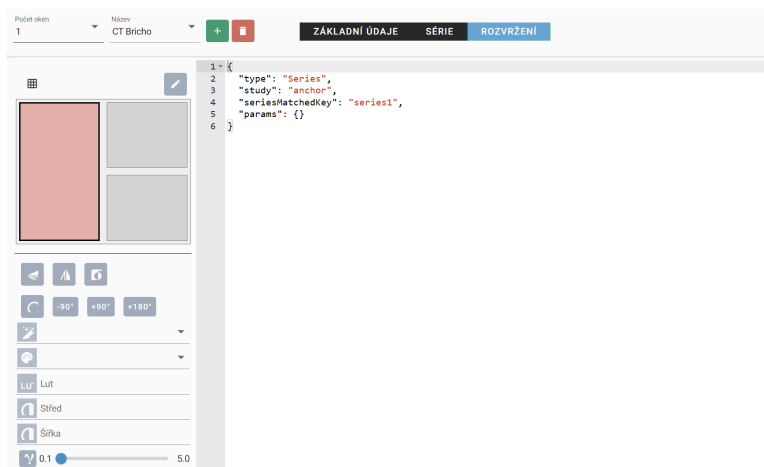 Počet oken
1
Název
CT Bricho
ZÁKLADNÍ ÚDAJE
SÉRIE
ROZVRŽENÍ
1 {
2 "type": "Series",
3 "study": "anchor",
4 "seriesMatchedKey": "series1",
5 "params": {}
6 }
-90°
+90°
+180°
LUT
Lut
Střed
Šířka
0.1
5.0